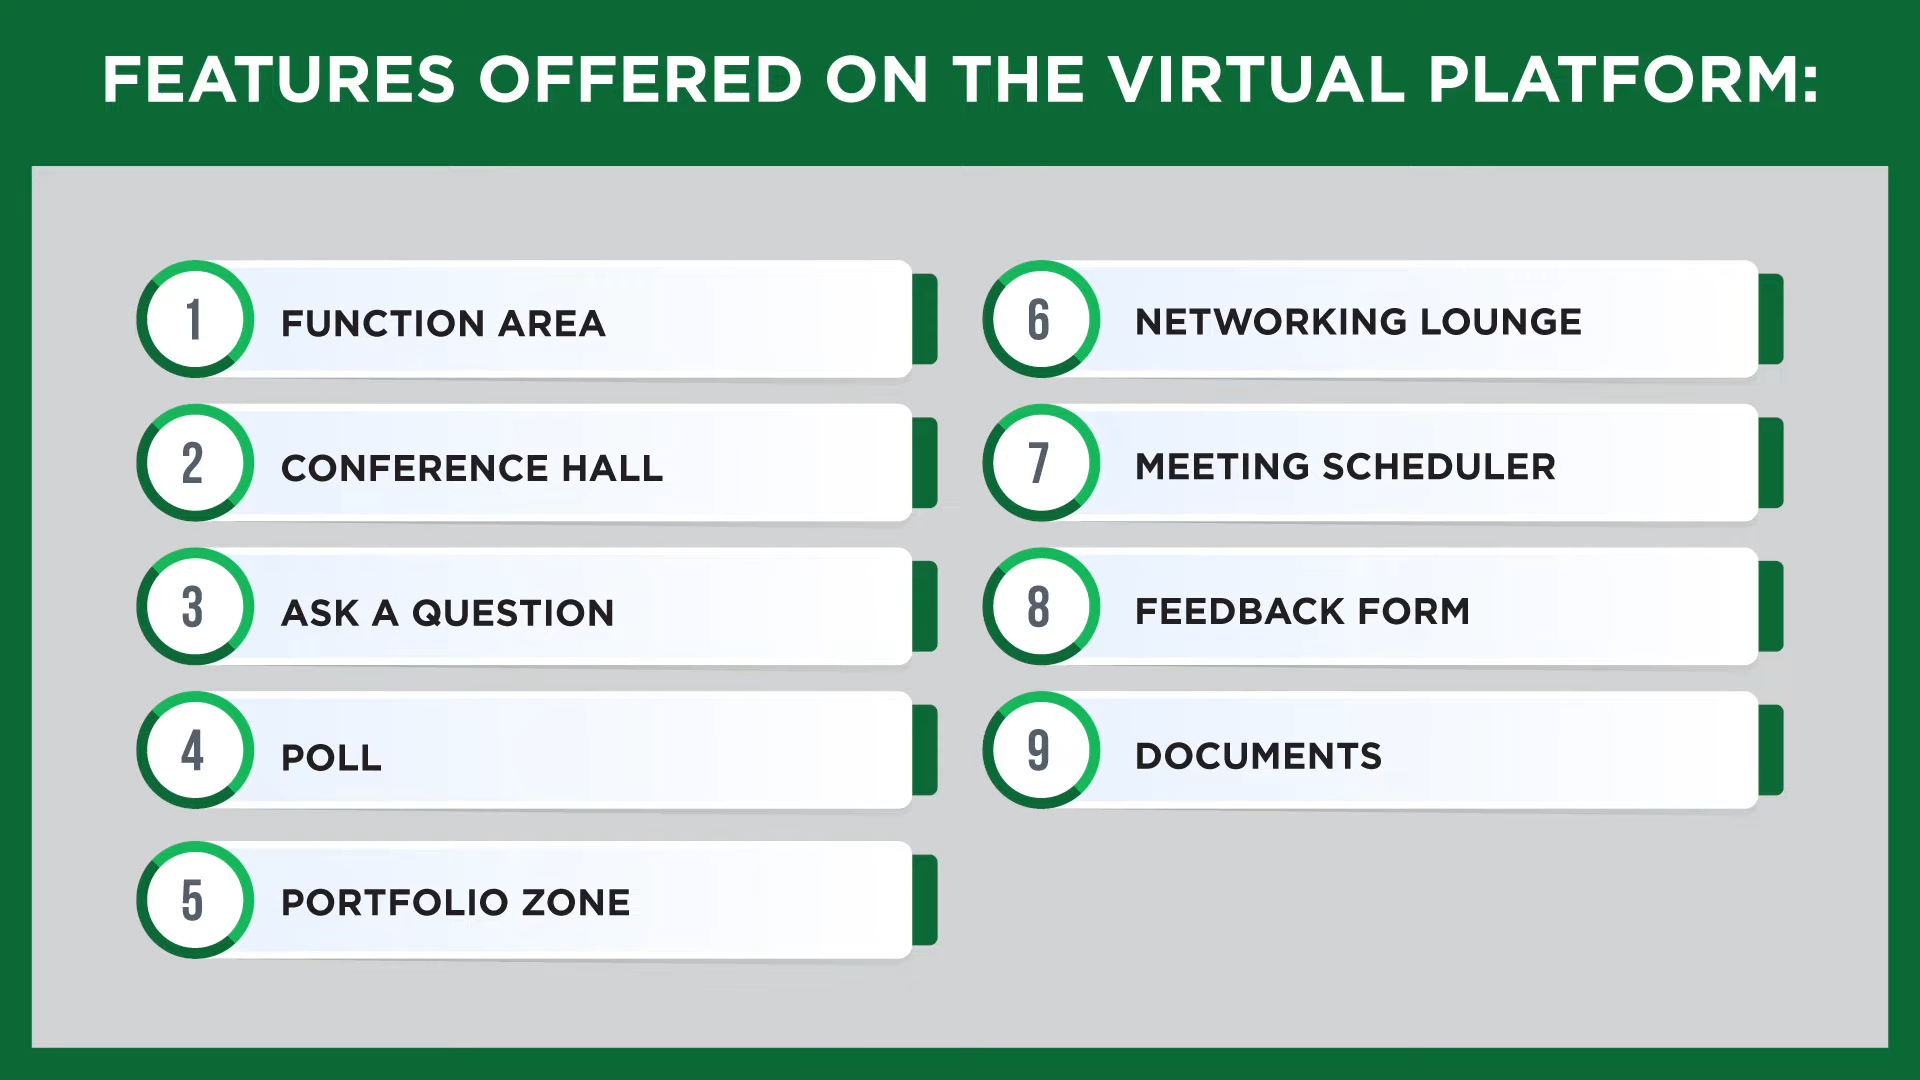 FEATURES OFFERED ON THE VIRTUAL PLATFORM:
1 FUNCTION AREA
2 CONFERENCE HALL
3 ASK A QUESTION
4 POLL
5 PORTFOLIO ZONE
6 NETWORKING LOUNGE
7 MEETING SCHEDULER
8 FEEDBACK FORM
9 DOCUMENTS